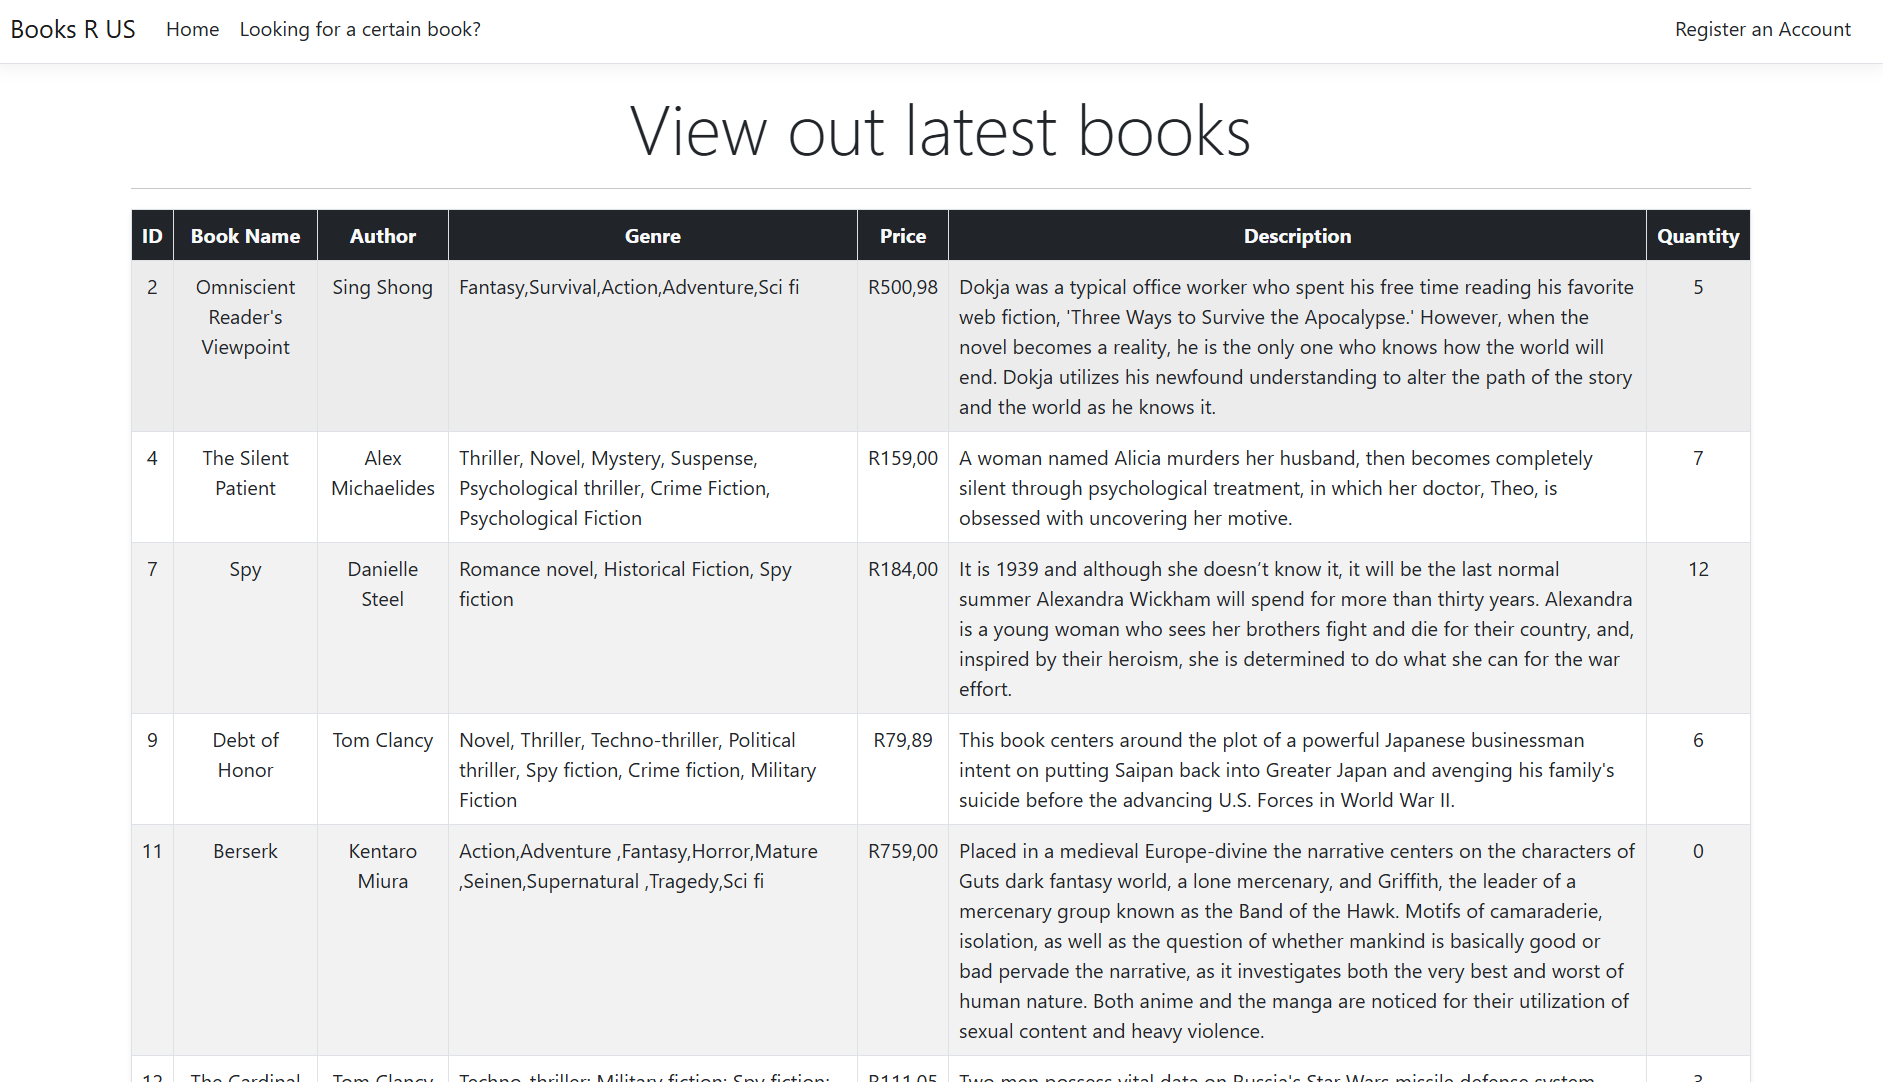 Books R US Home Looking for a certain book? Register an Account
View out latest books
ID Book Name Author Genre Price Description Quantity
2 Omniscient Sing Shong Fantasy,Survival,Action,Adventure,Sci fi R500,98 Dokja was a typical office worker who spent his free time reading his favorite 5
Reader's web fiction, 'Three Ways to Survive the Apocalypse.' However, when the
Viewpoint novel becomes a reality, he is the only one who knows how the world will
end. Dokja utilizes his newfound understanding to alter the path of the story
and the world as he knows it.
4 The Silent Alex Thriller, Novel, Mystery, Suspense, R159,00 A woman named Alicia murders her husband, then becomes completely 7
Patient Michaelides Psychological thriller, Crime Fiction, silent through psychological treatment, in which her doctor, Theo, is
Psychological Fiction obsessed with uncovering her motive.
7 Spy Danielle Romance novel, Historical Fiction, Spy R184,00 It is 1939 and although she doesn’t know it, it will be the last normal 12
Steel fiction summer Alexandra Wickham will spend for more than thirty years. Alexandra
is a young woman who sees her brothers fight and die for their country, and,
inspired by their heroism, she is determined to do what she can for the war
effort.
9 Debt of Tom Clancy Novel, Thriller, Techno-thriller, Political R79,89 This book centers around the plot of a powerful Japanese businessman 6
Honor thriller, Spy fiction, Crime fiction, Military intent on putting Saipan back into Greater Japan and avenging his family's
Fiction suicide before the advancing U.S. Forces in World War II.
11 Berserk Kentaro Action,Adventure ,Fantasy,Horror,Mature R759,00 Placed in a medieval Europe-divine the narrative centers on the characters of 0
Miura ,Seinen,Supernatural ,Tragedy,Sci fi Guts dark fantasy world, a lone mercenary, and Griffith, the leader of a
mercenary group known as the Band of the Hawk. Motifs of camaraderie,
isolation, as well as the question of whether mankind is basically good or
bad pervade the narrative, as it investigates both the very best and worst of
human nature. Both anime and the manga are noticed for their utilization of
sexual content and heavy violence.
12 The Cardinal Tom Clancy Techno-thriller; Military fiction; Spy fiction; R111,05 Two men possess vital data on Russia's Star Wars missile defense system 3